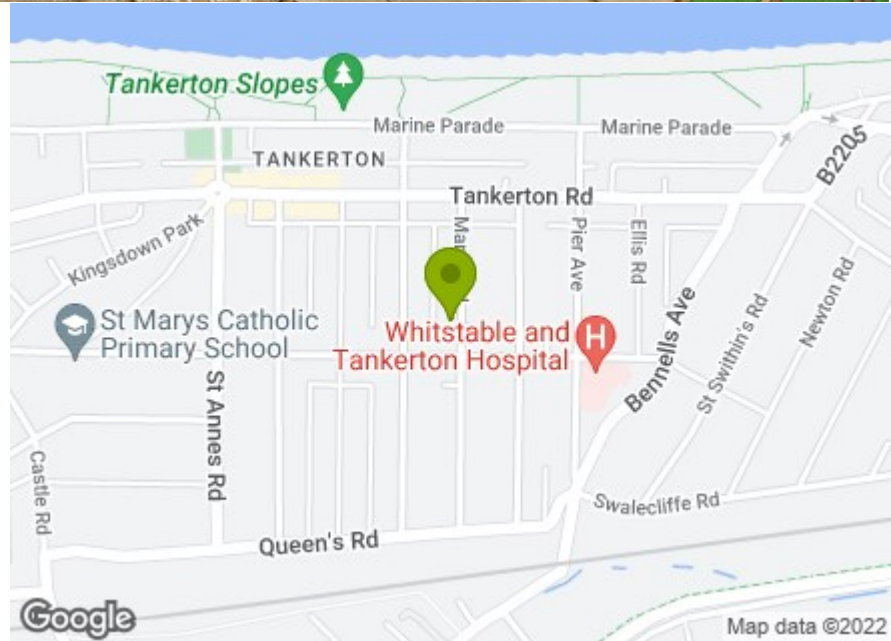 Tankerton Slopes
Marine Parade
Marine Parade
B2205
TANKERTON
Tankerton Rd
Kingsdown Park
Pier Ave
Ellis Rd
Newton Rd
St Marys Catholic
Primary School
Whitstable and
Tankerton Hospital
H
Bennells Ave
St Swithin's Rd
St Annes Rd
Castle Rd
Swalecliffe Rd
Queen's Rd
Google
Map data ©2022